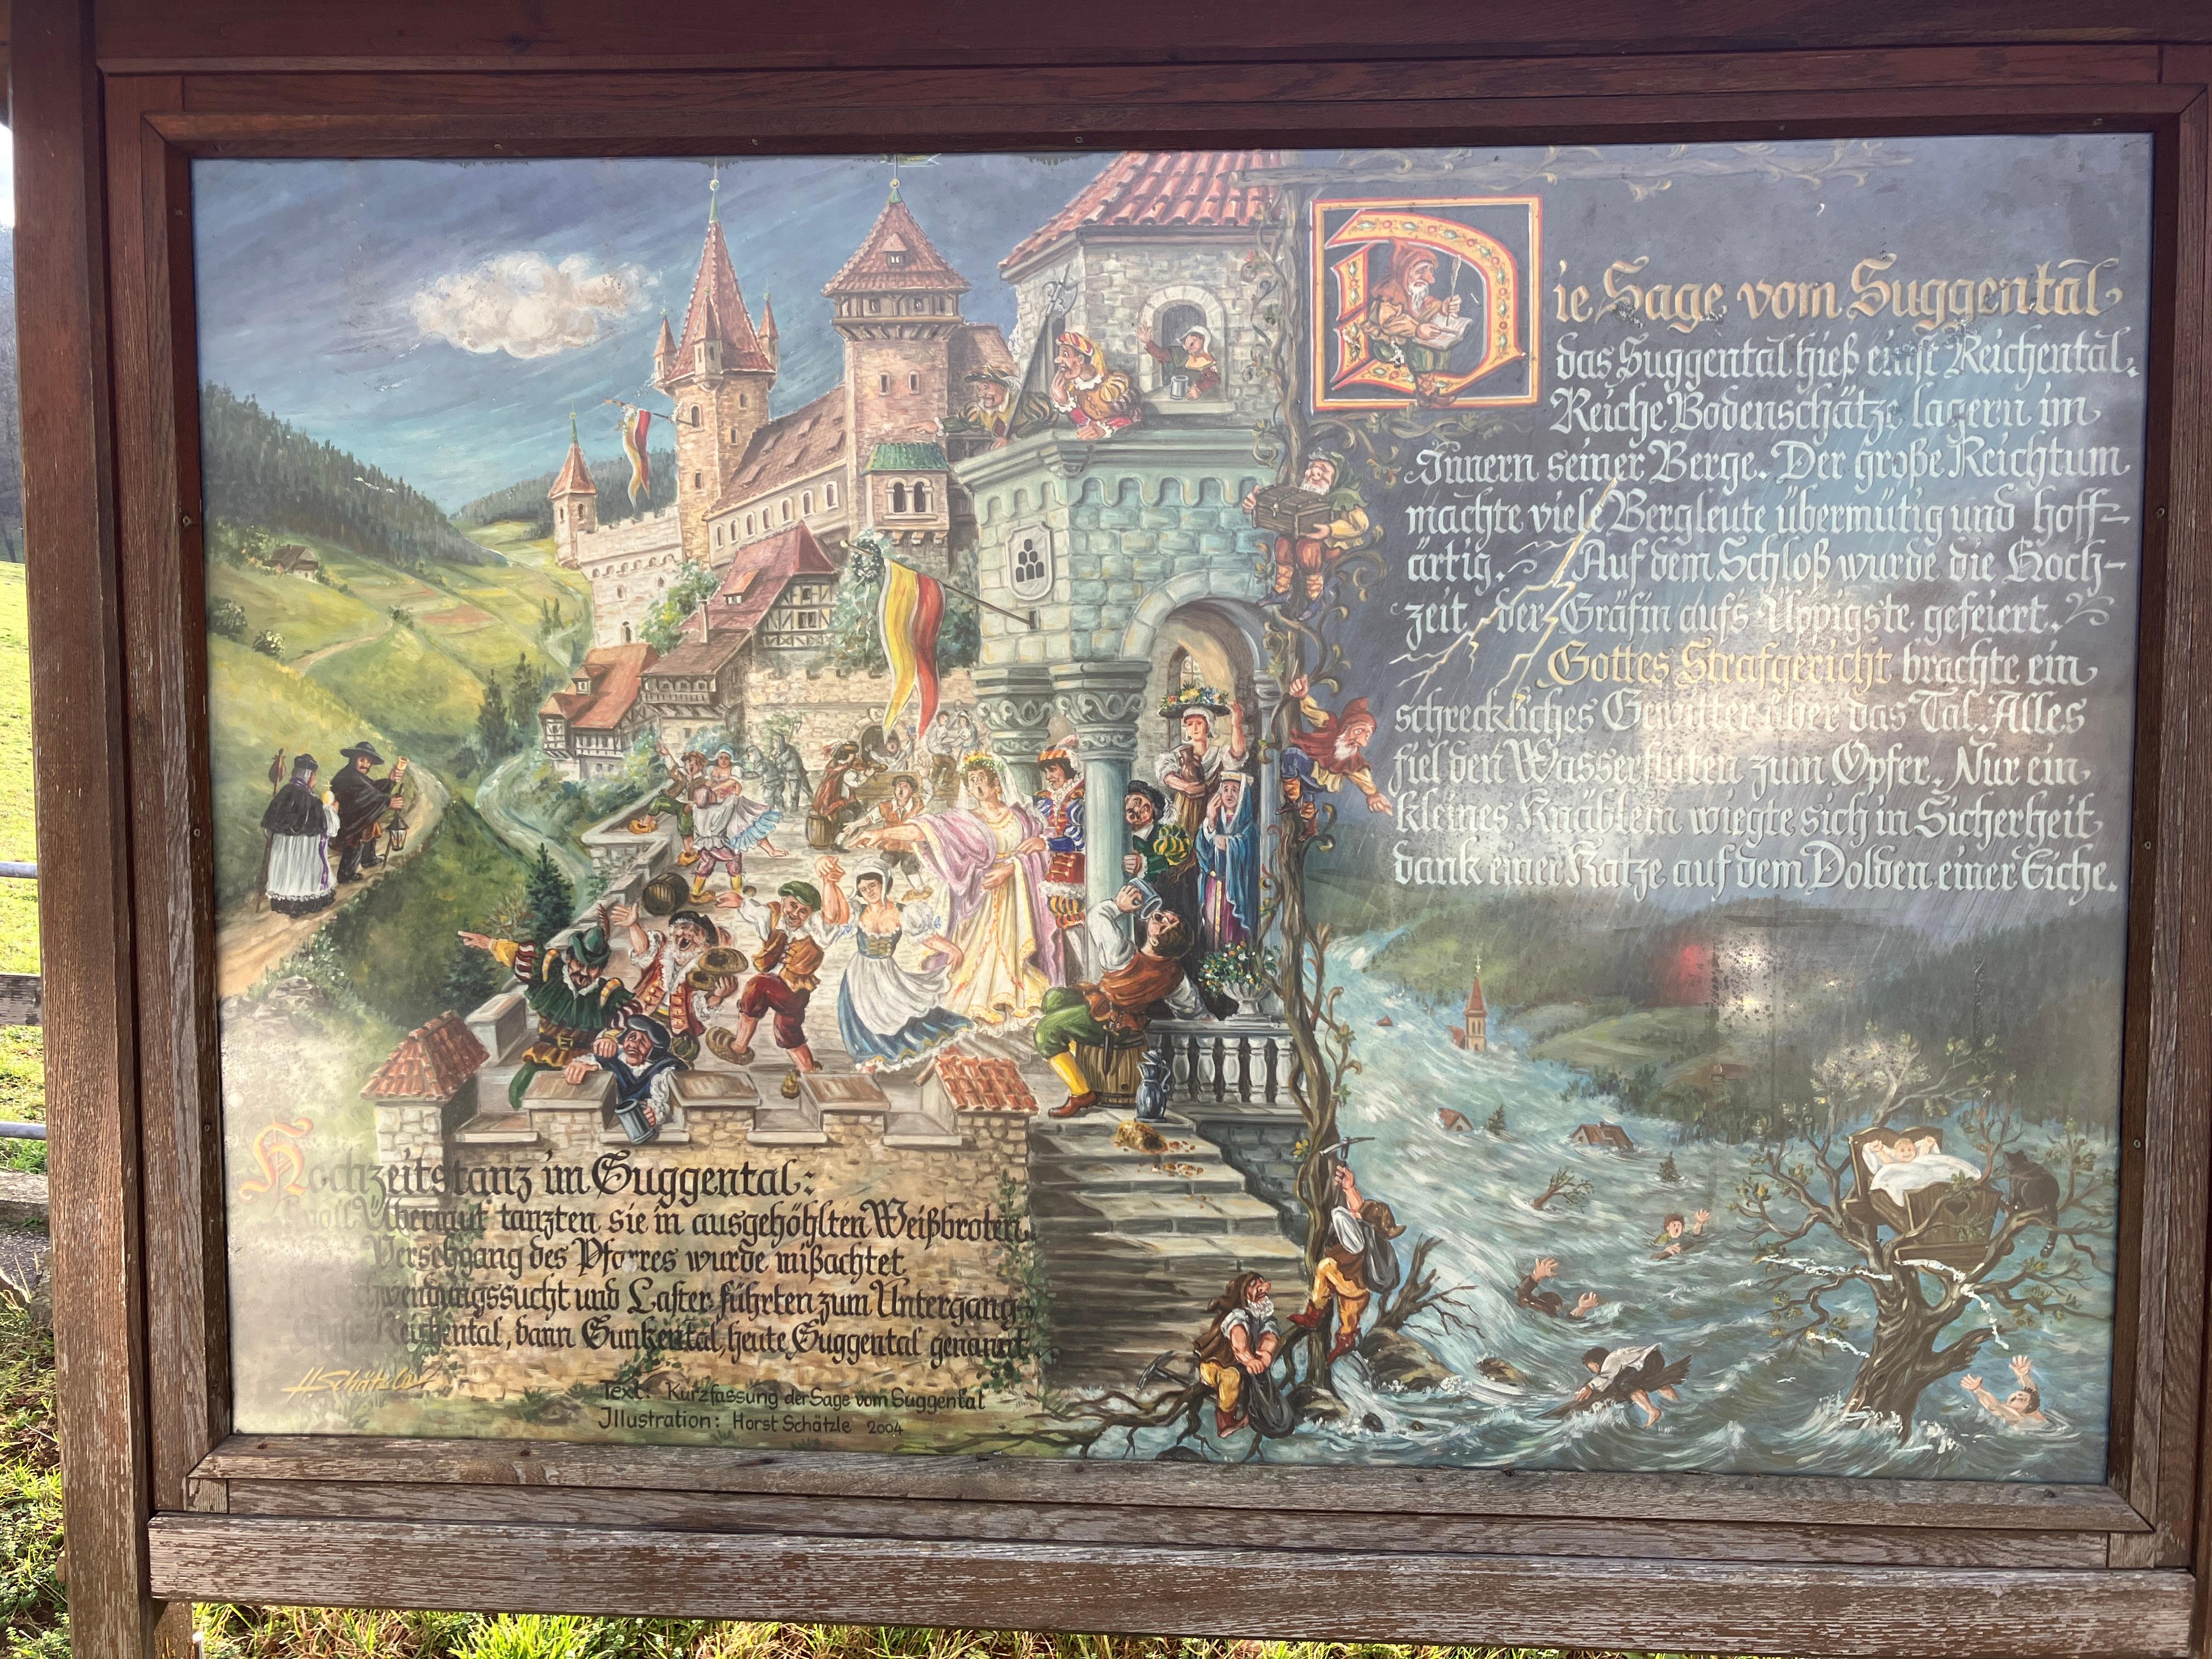 Die Sage vom Suggental
das Suggental hieß einst Reichental.
Reiche Bodenschätze lagern im
Innern seiner Berge. Der große Reichtum
machte viele Bergleute übermütig und hoff-
ärtig. Auf dem Schloß wurde die Hoch-
zeit der Gräfin aufs Üppigste gefeiert.
Gottes Strafgericht brachte ein
schreckliches Gewitter über das Tal. Alles
fiel den Wasserfluten zum Opfer. Nur ein
kleines Knäblein wiegte sich in Sicherheit
dank einer Katze auf dem Dolden einer Eiche.
Hochzeitstanz im Suggental:
voll Übermut tanzten sie in ausgehöhlten Weißbroten.
Versehgang des Pfarres wurde mißachtet
und Laster führten zum Untergang
Reichental, dann Sunkental, heute Suggental genannt.
H. Schätzle
Text: Kurzfassung der Sage vom Suggental
Illustration: Horst Schätzle 2004